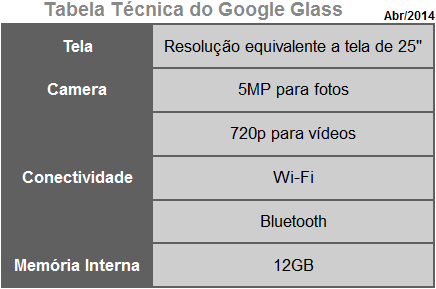 Tabela Técnica do Google Glass
Abr/2014
Tela Resolução equivalente a tela de 25"
Camera 5MP para fotos
720p para vídeos
Conectividade Wi-Fi
Bluetooth
Memória Interna 12GB